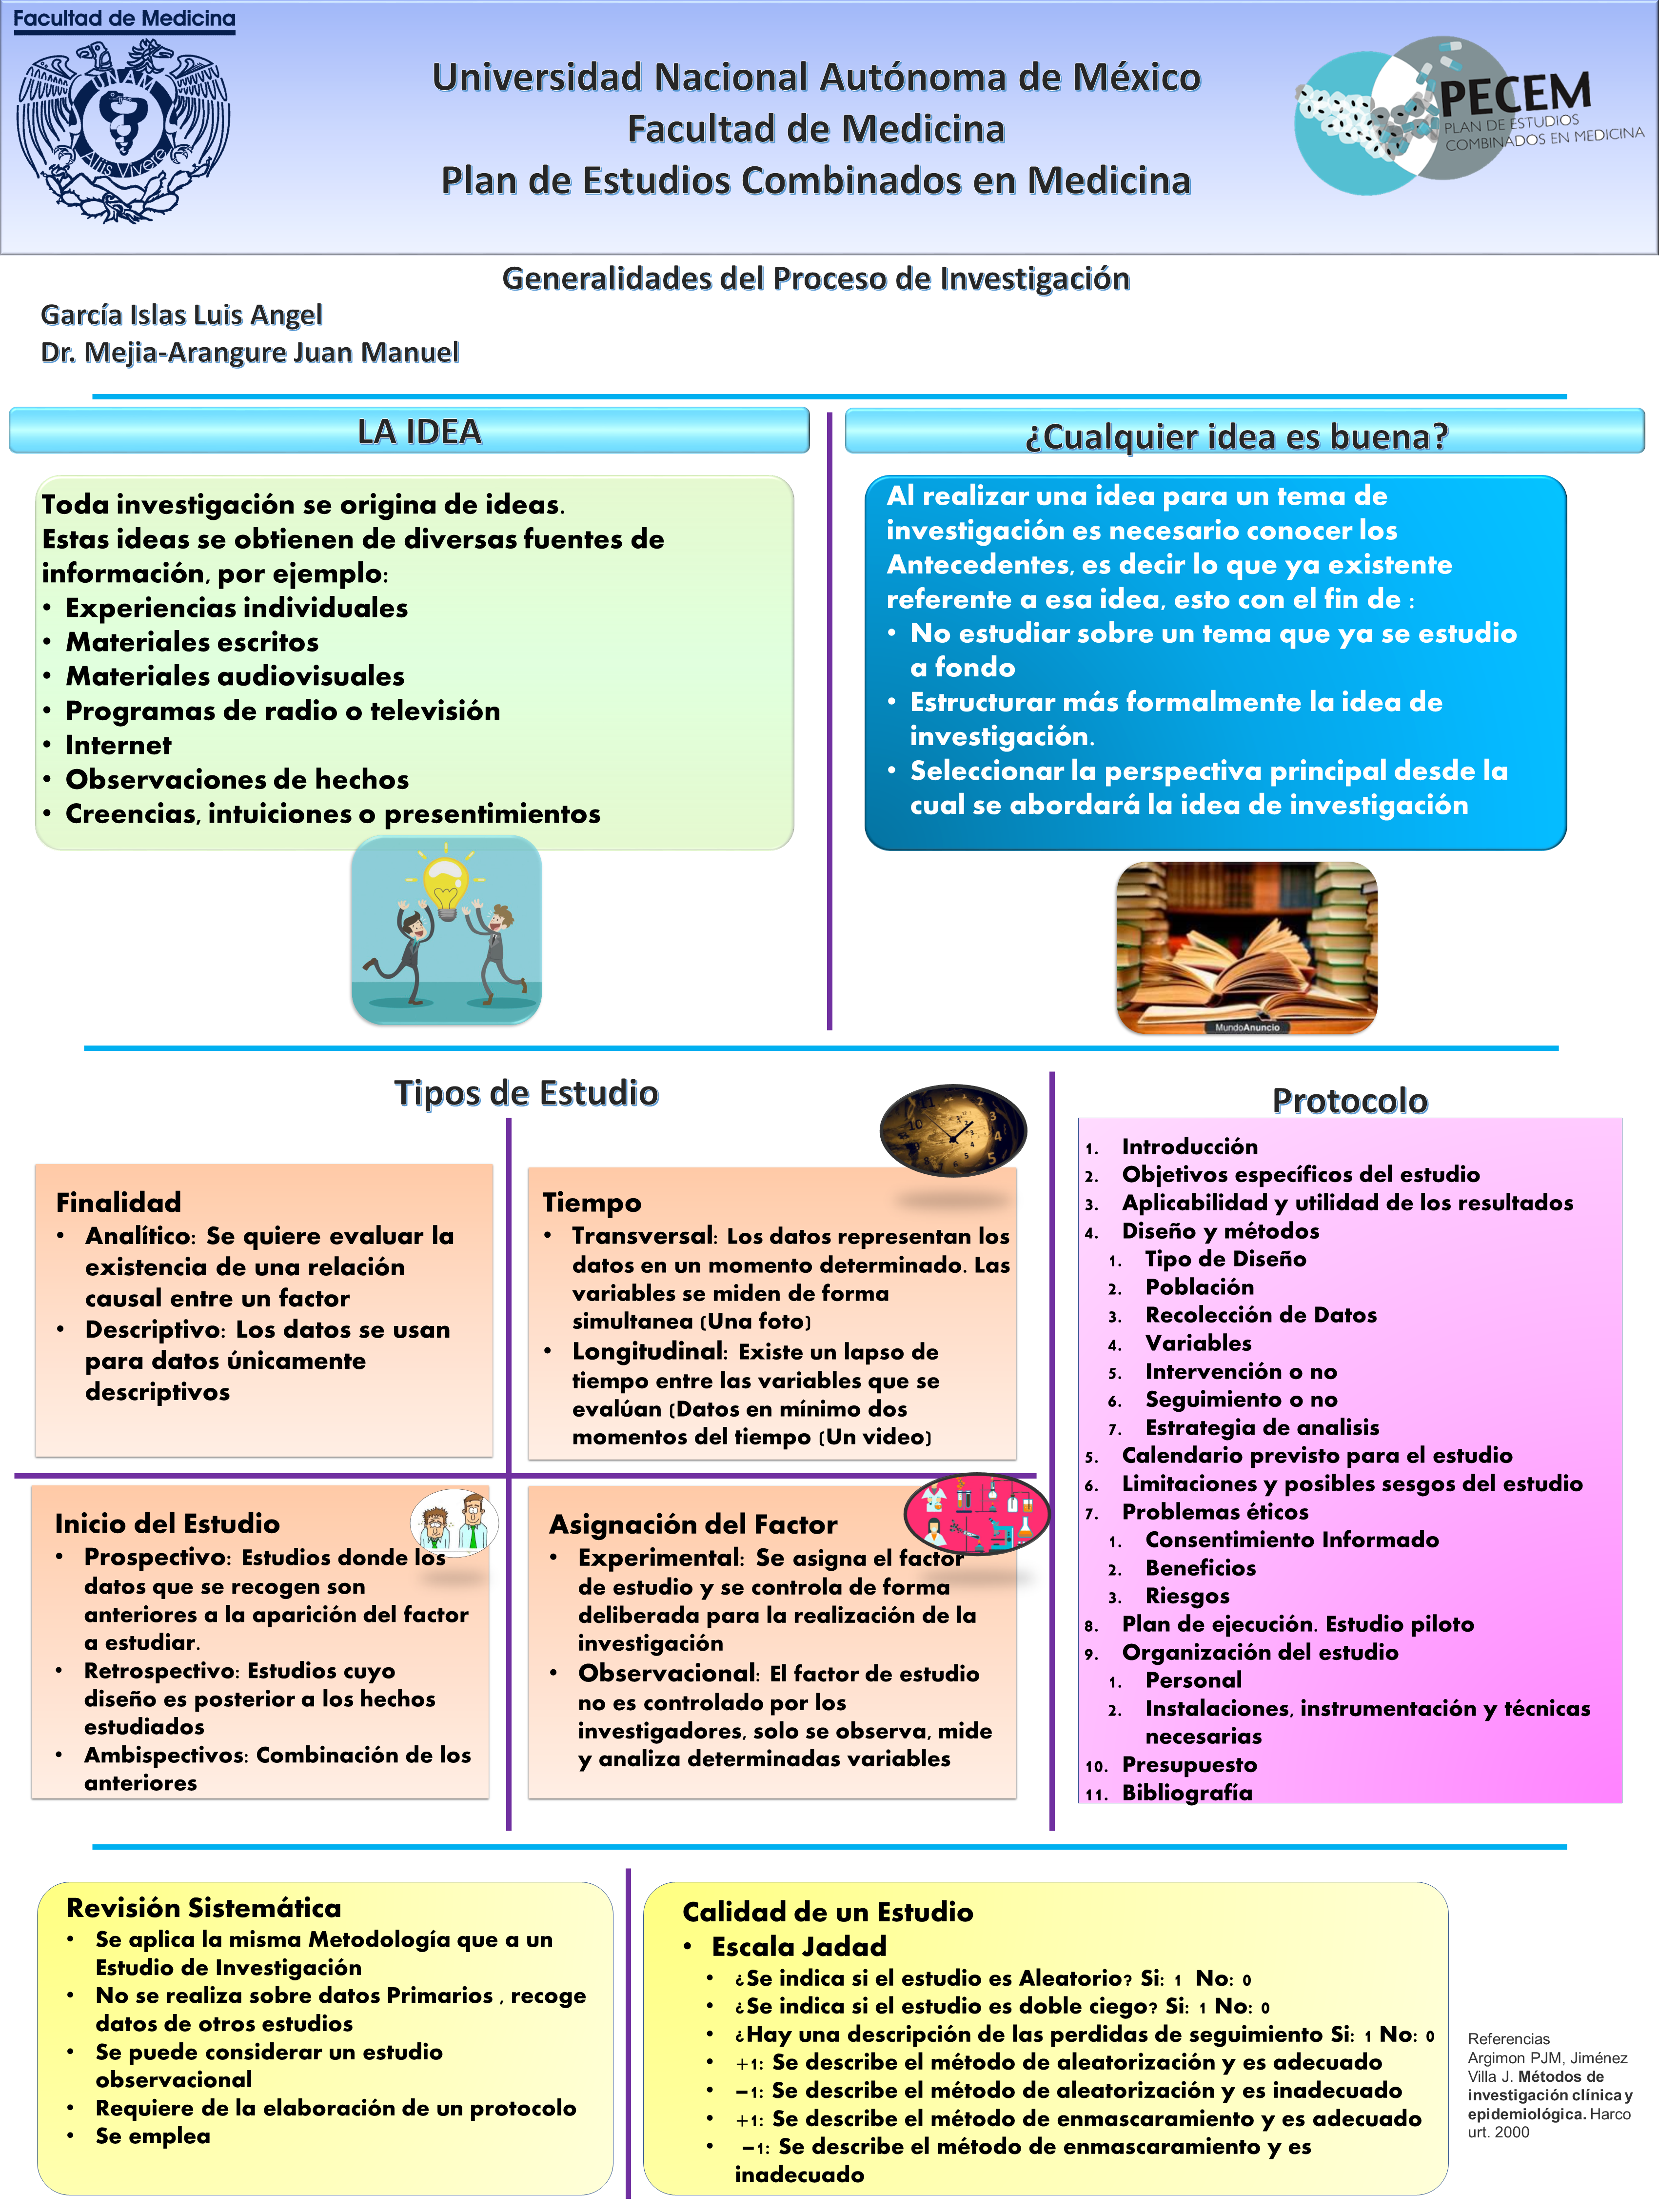 Facultad de Medicina
UNAM
Aliis Vivere
Universidad Nacional Autónoma de México
Facultad de Medicina
Plan de Estudios Combinados en Medicina
PECEM
PLAN DE ESTUDIOS
COMBINADOS EN MEDICINA
Generalidades del Proceso de Investigación
García Islas Luis Angel
Dr. Mejia-Arangure Juan Manuel
LA IDEA
Toda investigación se origina de ideas.
Estas ideas se obtienen de diversas fuentes de
información, por ejemplo:
• Experiencias individuales
• Materiales escritos
• Materiales audiovisuales
• Programas de radio o televisión
• Internet
• Observaciones de hechos
• Creencias, intuiciones o presentimientos
¿Cualquier idea es buena?
Al realizar una idea para un tema de
investigación es necesario conocer los
Antecedentes, es decir lo que ya existente
referente a esa idea, esto con el fin de :
• No estudiar sobre un tema que ya se estudio
a fondo
• Estructurar más formalmente la idea de
investigación.
• Seleccionar la perspectiva principal desde la
cual se abordará la idea de investigación
MundoAnuncio
Tipos de Estudio
Finalidad
• Analítico: Se quiere evaluar la
existencia de una relación
causal entre un factor
• Descriptivo: Los datos se usan
para datos únicamente
descriptivos
Tiempo
• Transversal: Los datos representan los
datos en un momento determinado. Las
variables se miden de forma
simultanea (Una foto)
• Longitudinal: Existe un lapso de
tiempo entre las variables que se
evalúan (Datos en mínimo dos
momentos del tiempo (Un video)
Inicio del Estudio
• Prospectivo: Estudios donde los
datos que se recogen son
anteriores a la aparición del factor
a estudiar.
• Retrospectivo: Estudios cuyo
diseño es posterior a los hechos
estudiados
• Ambispectivos: Combinación de los
anteriores
Asignación del Factor
• Experimental: Se asigna el factor
de estudio y se controla de forma
deliberada para la realización de la
investigación
• Observacional: El factor de estudio
no es controlado por los
investigadores, solo se observa, mide
y analiza determinadas variables
Protocolo
1. Introducción
2. Objetivos específicos del estudio
3. Aplicabilidad y utilidad de los resultados
4. Diseño y métodos
1. Tipo de Diseño
2. Población
3. Recolección de Datos
4. Variables
5. Intervención o no
6. Seguimiento o no
7. Estrategia de analisis
5. Calendario previsto para el estudio
6. Limitaciones y posibles sesgos del estudio
7. Problemas éticos
1. Consentimiento Informado
2. Beneficios
3. Riesgos
8. Plan de ejecución. Estudio piloto
9. Organización del estudio
1. Personal
2. Instalaciones, instrumentación y técnicas
necesarias
10. Presupuesto
11. Bibliografía
Revisión Sistemática
• Se aplica la misma Metodología que a un
Estudio de Investigación
• No se realiza sobre datos Primarios , recoge
datos de otros estudios
• Se puede considerar un estudio
observacional
• Requiere de la elaboración de un protocolo
• Se emplea
Calidad de un Estudio
• Escala Jadad
• ¿Se indica si el estudio es Aleatorio? Si: 1 No: 0
• ¿Se indica si el estudio es doble ciego? Si: 1 No: 0
• ¿Hay una descripción de las perdidas de seguimiento Si: 1 No: 0
• +1: Se describe el método de aleatorización y es adecuado
• −1: Se describe el método de aleatorización y es inadecuado
• +1: Se describe el método de enmascaramiento y es adecuado
• −1: Se describe el método de enmascaramiento y es
inadecuado
Referencias
Argimon PJM, Jiménez
Villa J. Métodos de
investigación clínica y
epidemiológica. Harco
urt. 2000